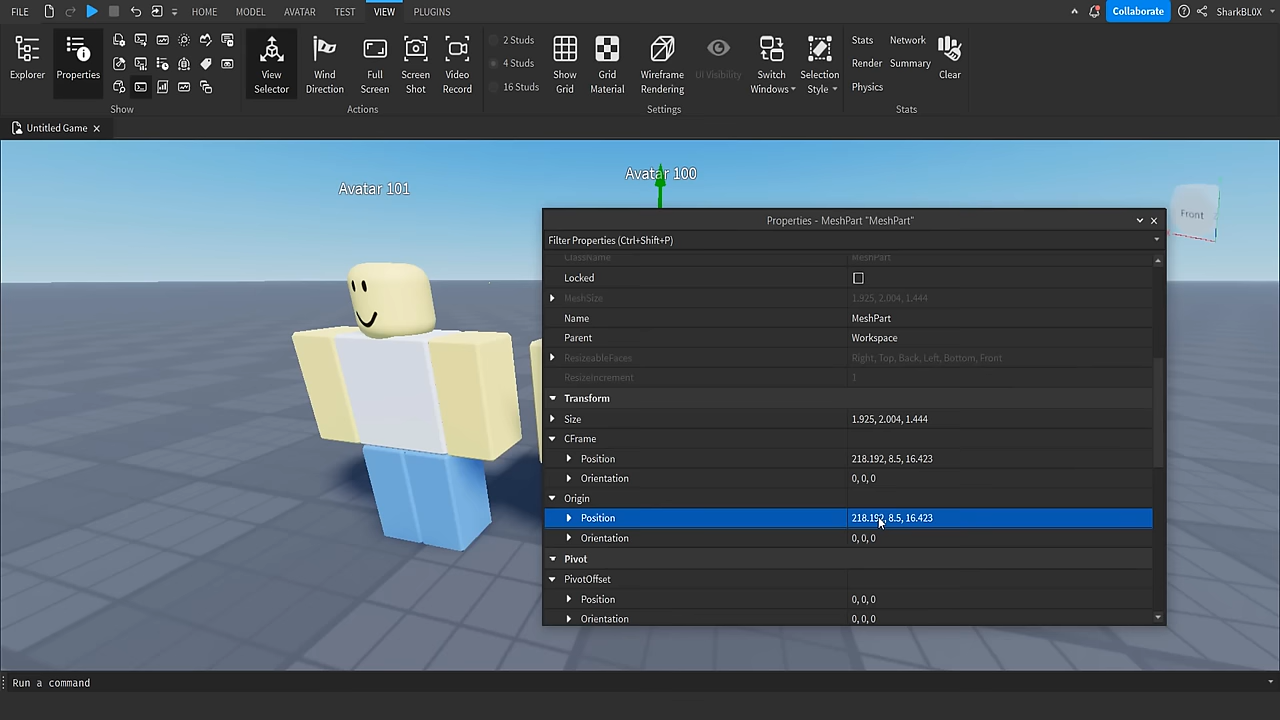 FILE HOME MODEL AVATAR TEST VIEW PLUGINS Collaborate SharkBL0X
Explorer Properties View Selector Wind Direction Full Screen Screen Shot Video Record 2 Studs 4 Studs 16 Studs Show Grid Grid Material Wireframe Rendering UI Visibility Switch Windows Selection Style Stats Network Render Summary Physics Clear
Show Actions Settings Stats
Untitled Game
Avatar 101
Avatar 100
Front
Properties - MeshPart "MeshPart"
Filter Properties (Ctrl+Shift+P)
ClassName MeshPart
Locked
MeshSize 1.925, 2.004, 1.444
Name MeshPart
Parent Workspace
ResizeableFaces Right, Top, Back, Left, Bottom, Front
ResizeIncrement 1
Transform
Size 1.925, 2.004, 1.444
CFrame
Position 218.192, 8.5, 16.423
Orientation 0, 0, 0
Origin
Position 218.192, 8.5, 16.423
Orientation 0, 0, 0
Pivot
PivotOffset
Position 0, 0, 0
Orientation 0, 0, 0
Run a command